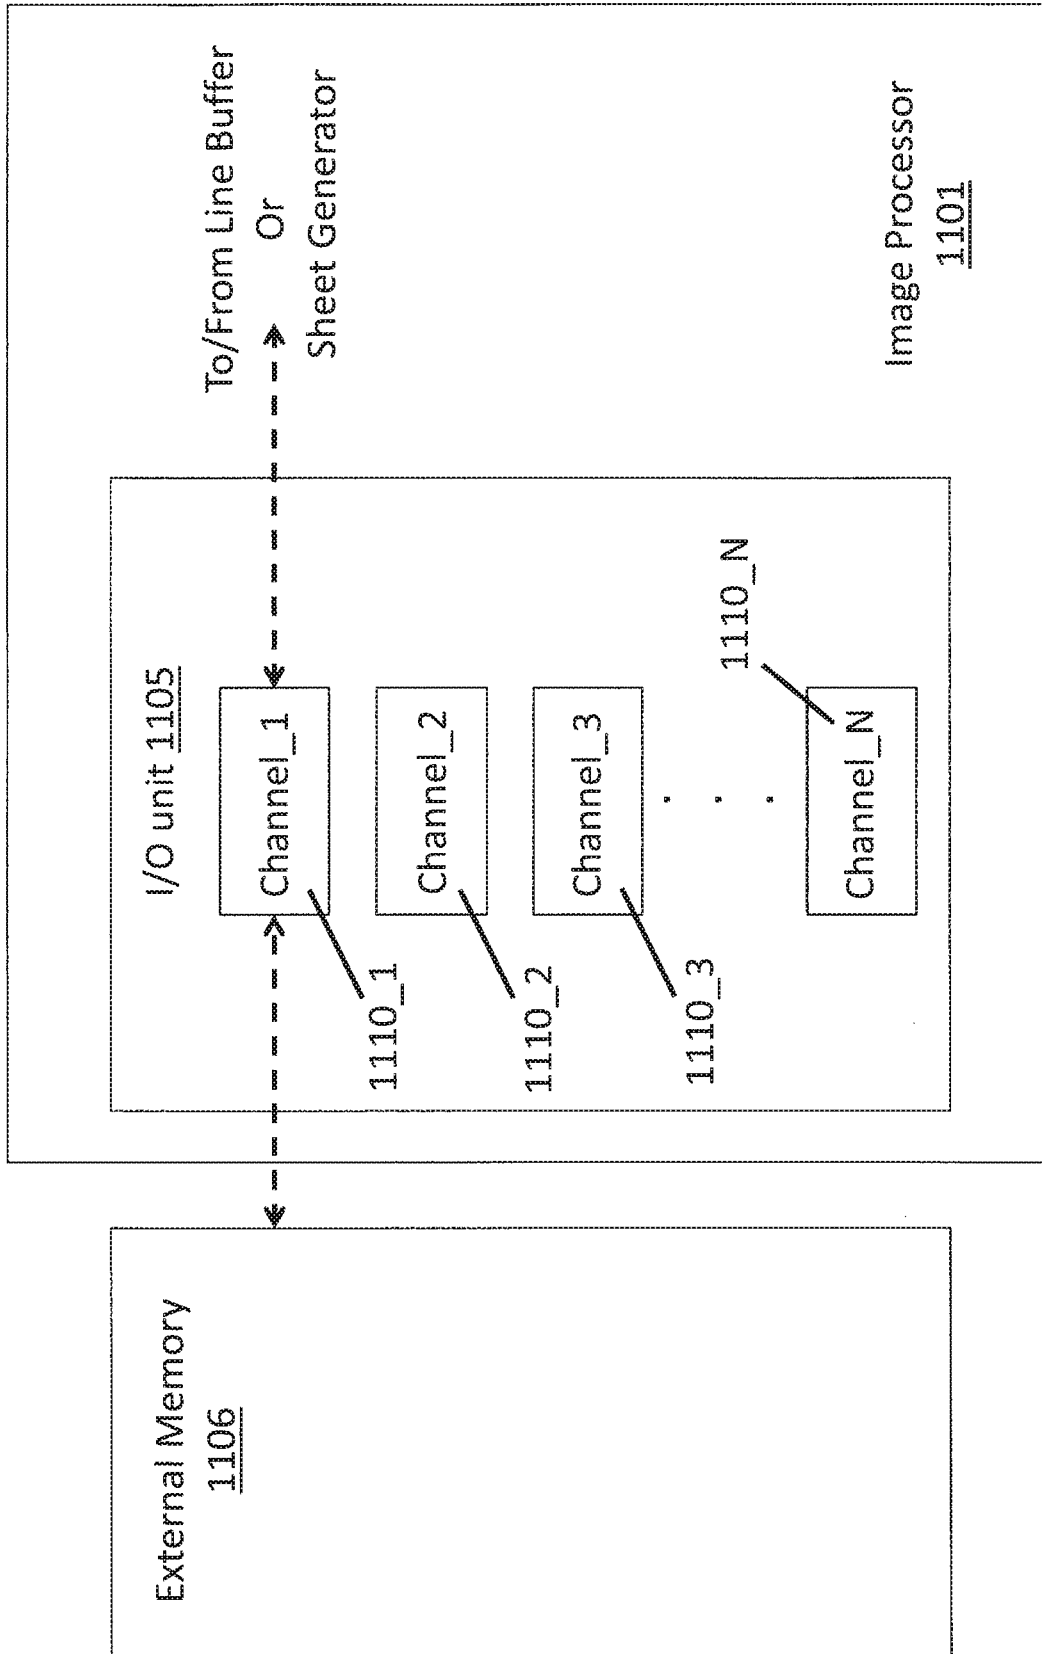 External Memory
1106
I/O unit 1105
Channel_1
1110_1
Channel_2
1110_2
Channel_3
1110_3
. . .
Channel_N
1110_N
To/From Line Buffer
Or
Sheet Generator
Image Processor
1101